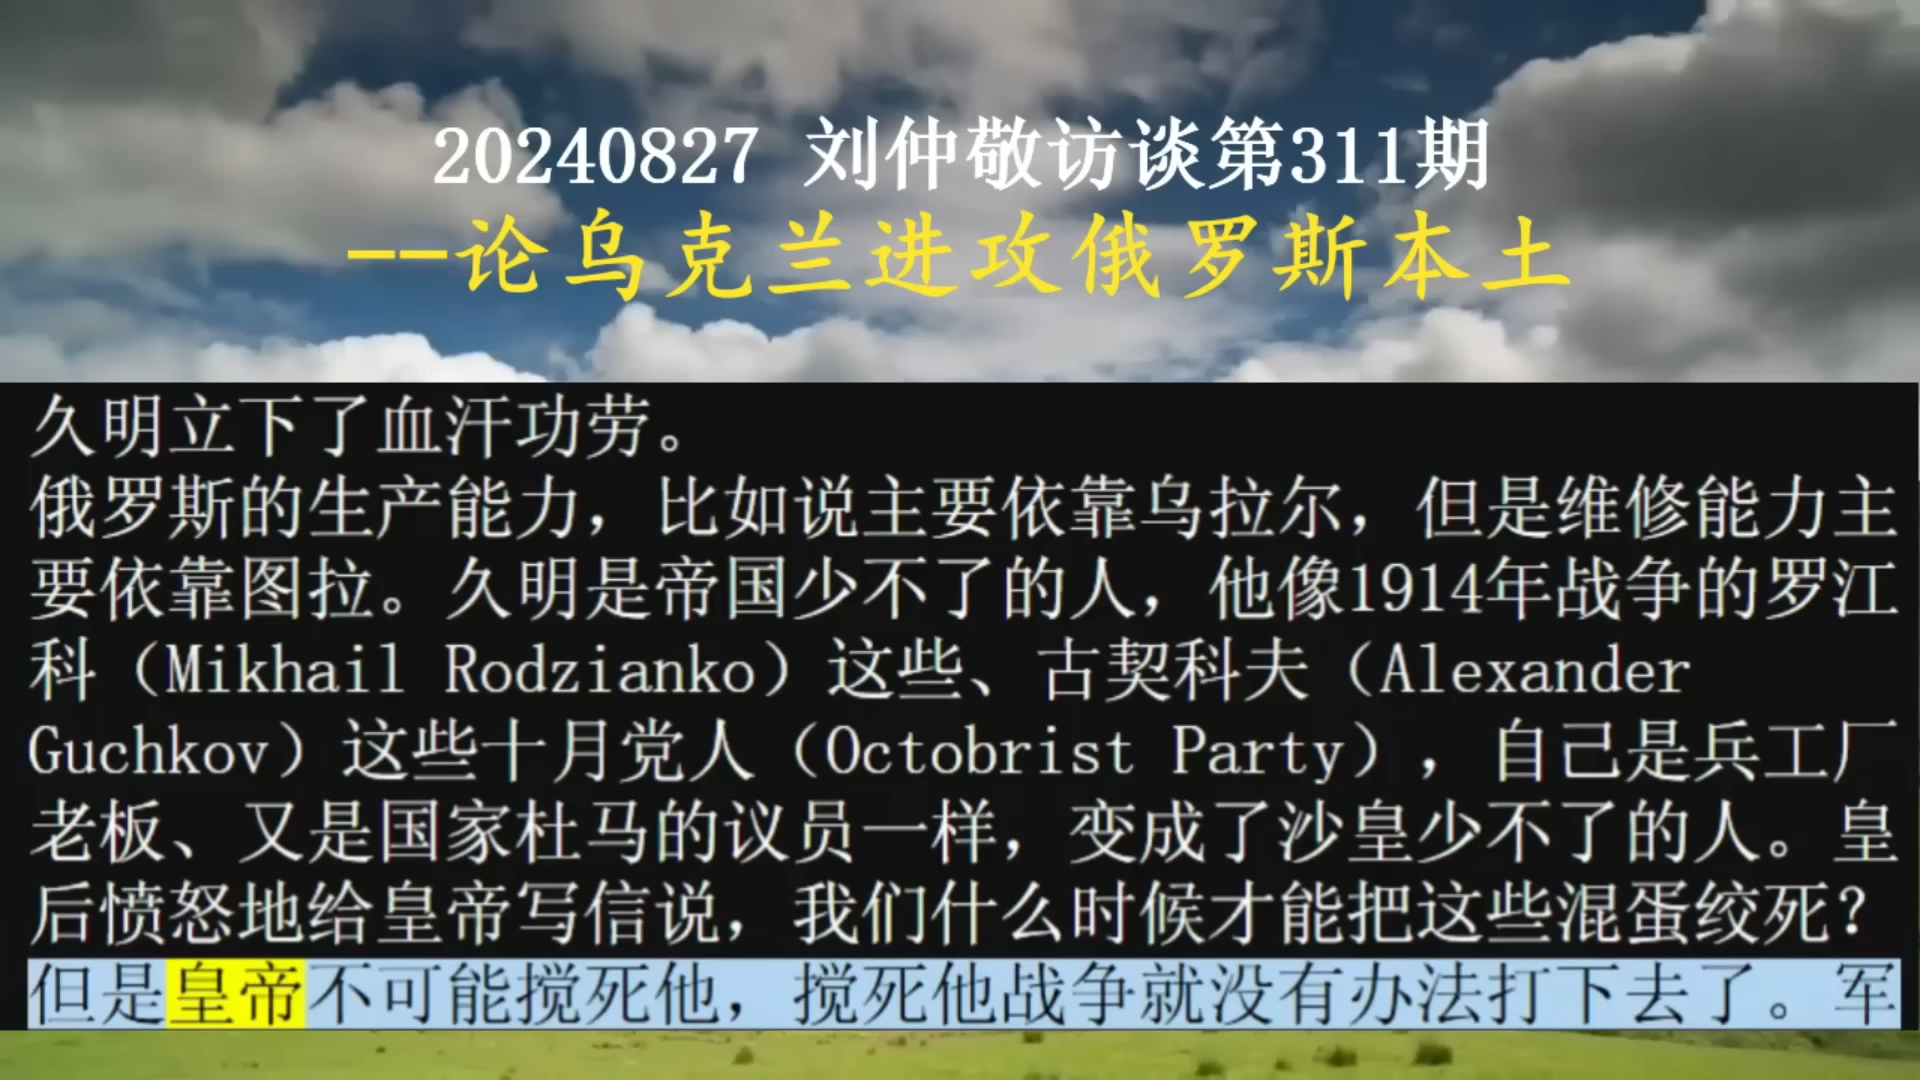 20240827 刘仲敬访谈第311期
--论乌克兰进攻俄罗斯本土
久明立下了血汗功劳。
俄罗斯的生产能力，比如说主要依靠乌拉尔，但是维修能力主
要依靠图拉。久明是帝国少不了的人，他像1914年战争的罗江
科（Mikhail Rodzianko）这些、古契科夫（Alexander
Guchkov）这些十月党人（Octobrist Party），自己是兵工厂
老板、又是国家杜马的议员一样，变成了沙皇少不了的人。皇
后愤怒地给皇帝写信说，我们什么时候才能把这些混蛋绞死？
但是皇帝不可能搅死他，搅死他战争就没有办法打下去了。军